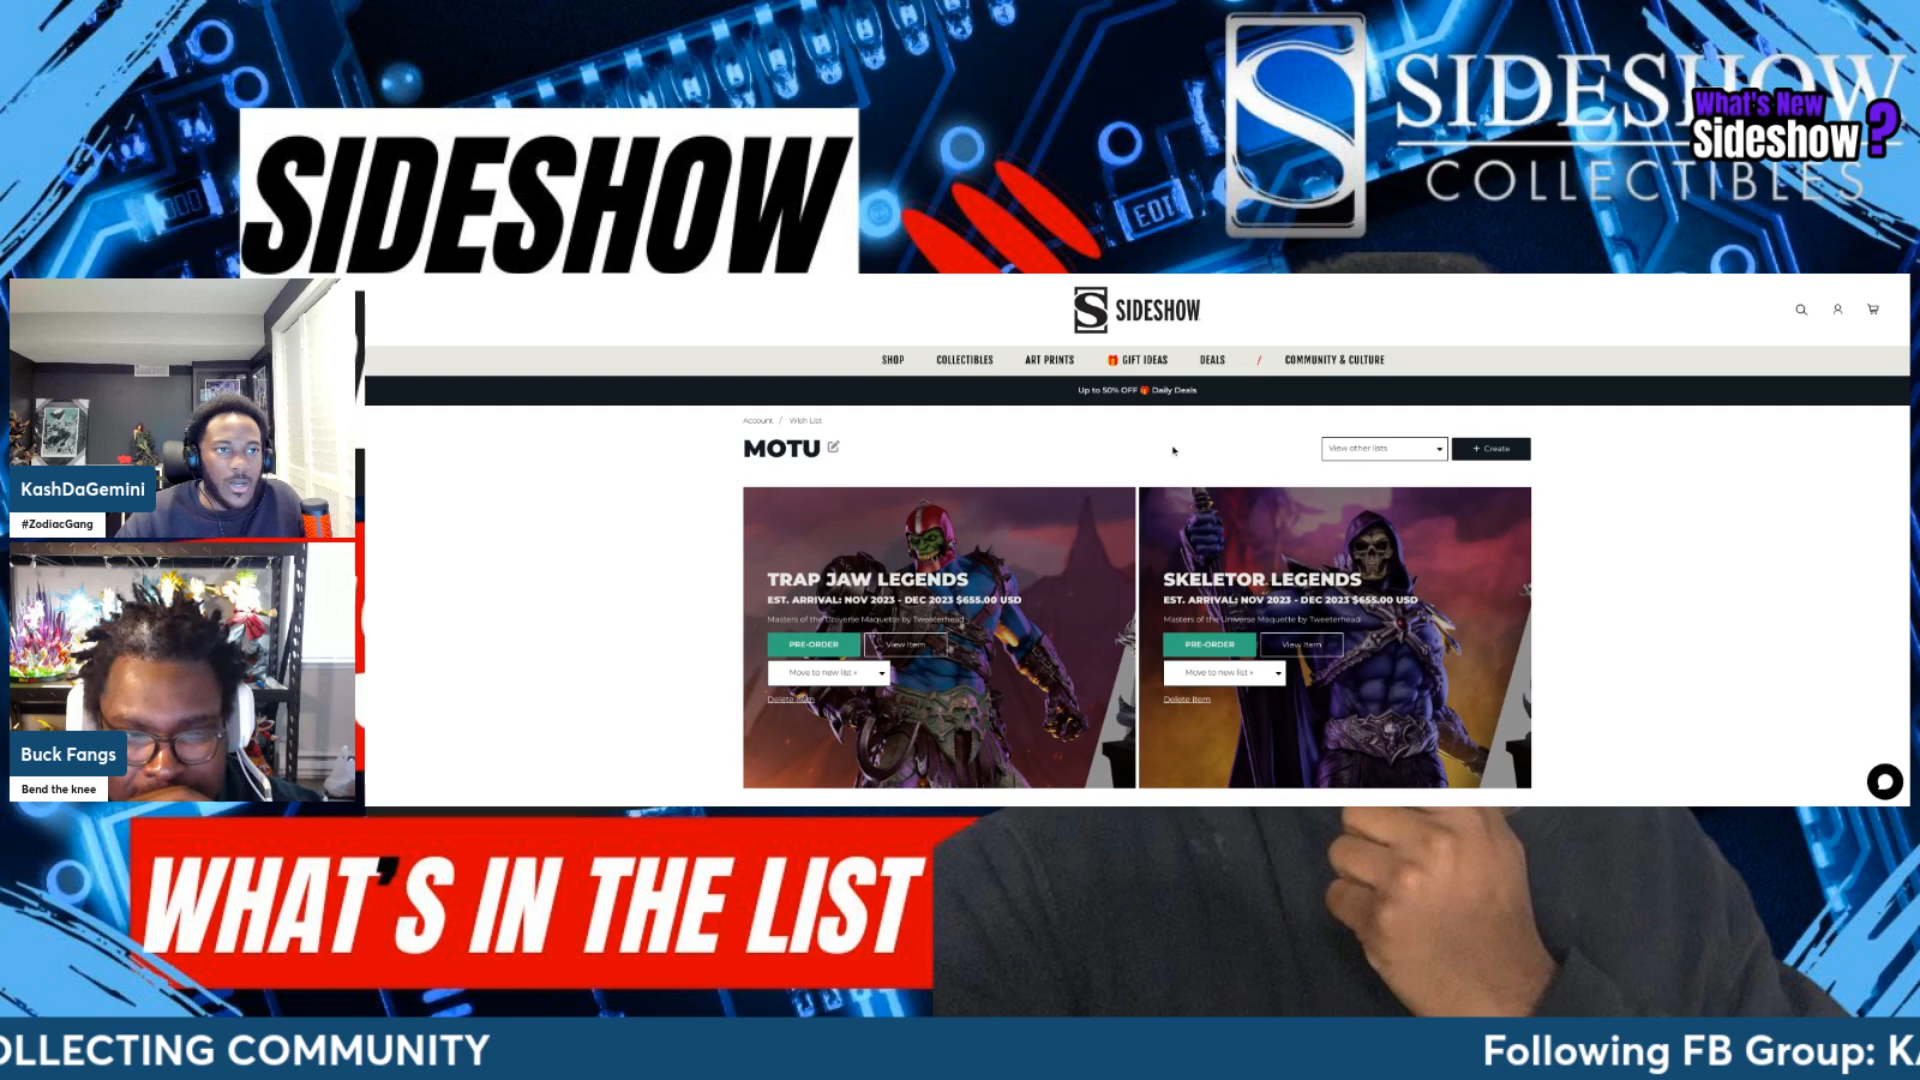 SIDESHOW
SIDESHOW
COLLECTIBLES
What's New
Sideshow ?
EDI
KashDaGemini
#ZodiacGang
Buck Fangs
Bend the knee
S SIDESHOW
SHOP COLLECTIBLES ART PRINTS GIFT IDEAS DEALS / COMMUNITY & CULTURE
Up to 50% OFF Daily Deals
Account / Wish List
MOTU
View other lists
+ Create
TRAP JAW LEGENDS
EST. ARRIVAL: NOV 2023 - DEC 2023 $655.00 USD
Masters of the Universe Maquette by Tweeterhead
PRE-ORDER View Item
Move to new list »
Delete Item
SKELETOR LEGENDS
EST. ARRIVAL: NOV 2023 - DEC 2023 $655.00 USD
Masters of the Universe Maquette by Tweeterhead
PRE-ORDER View Item
Move to new list »
Delete Item
WHAT'S IN THE LIST
OLLECTING COMMUNITY
Following FB Group: KA